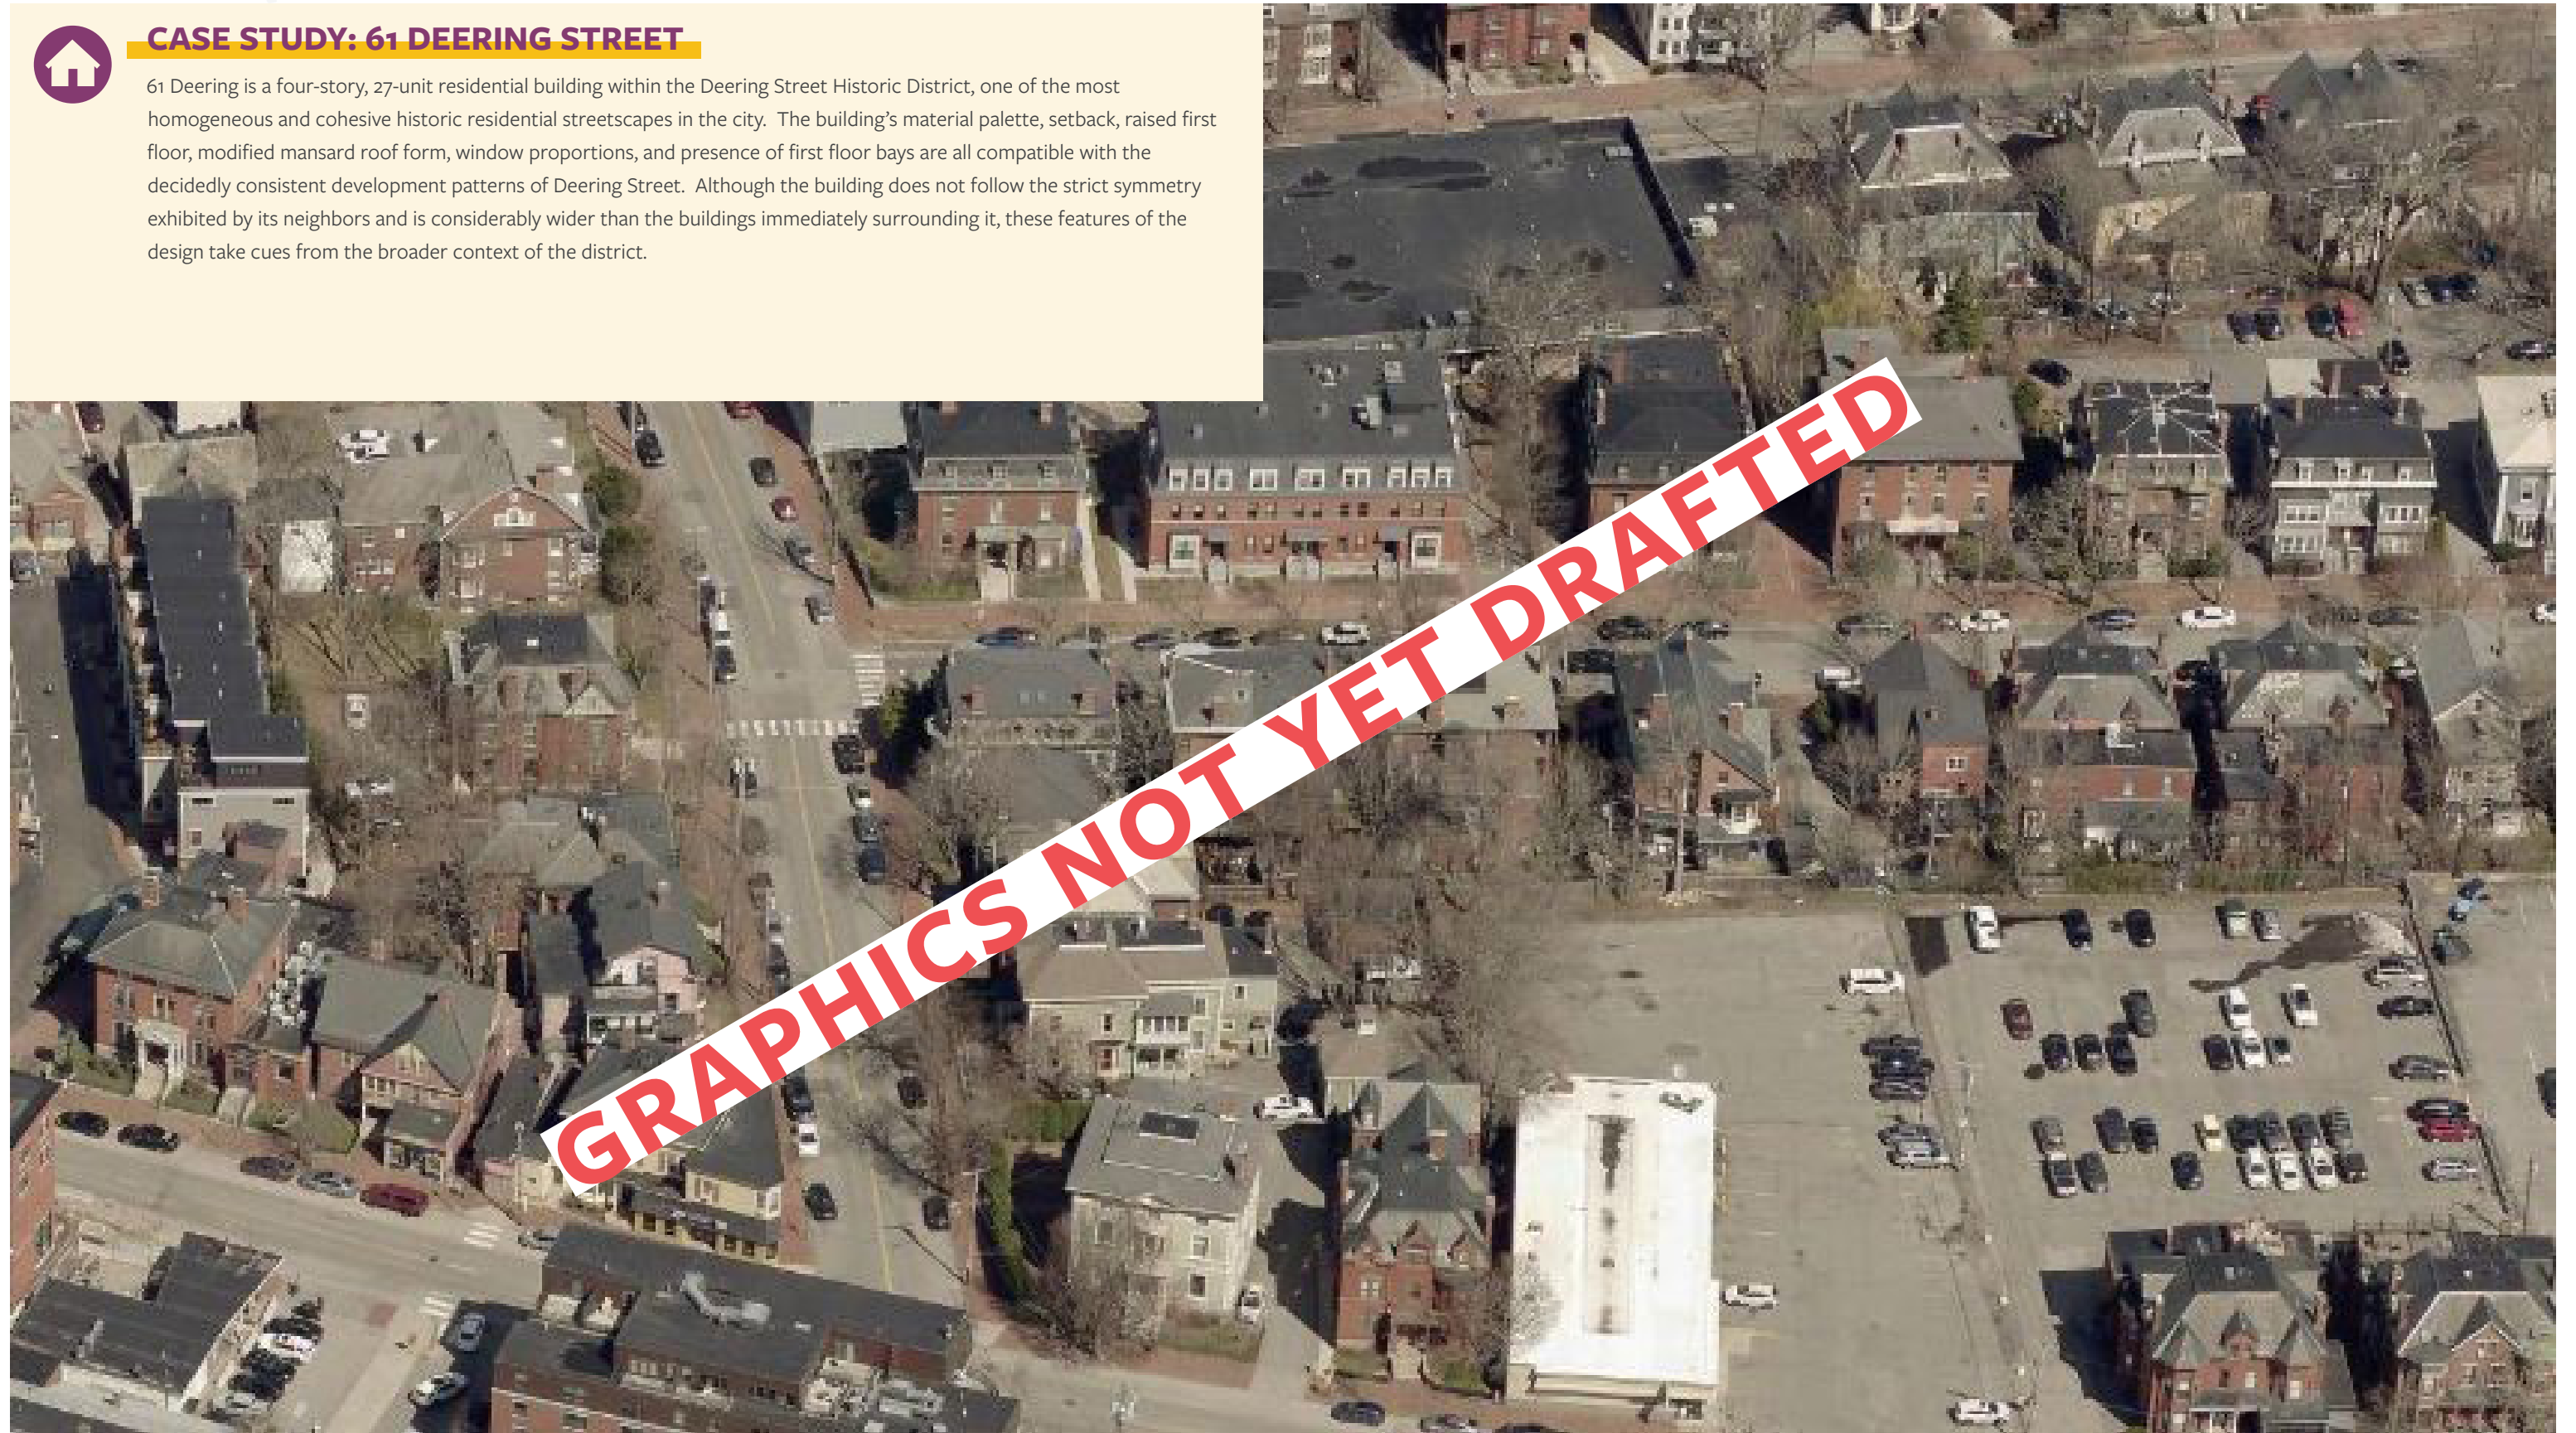 CASE STUDY: 61 DEERING STREET
61 Deering is a four-story, 27-unit residential building within the Deering Street Historic District, one of the most
homogeneous and cohesive historic residential streetscapes in the city.  The building’s material palette, setback, raised first
floor, modified mansard roof form, window proportions, and presence of first floor bays are all compatible with the
decidedly consistent development patterns of Deering Street.  Although the building does not follow the strict symmetry
exhibited by its neighbors and is considerably wider than the buildings immediately surrounding it, these features of the
design take cues from the broader context of the district.
GRAPHICS NOT YET DRAFTED